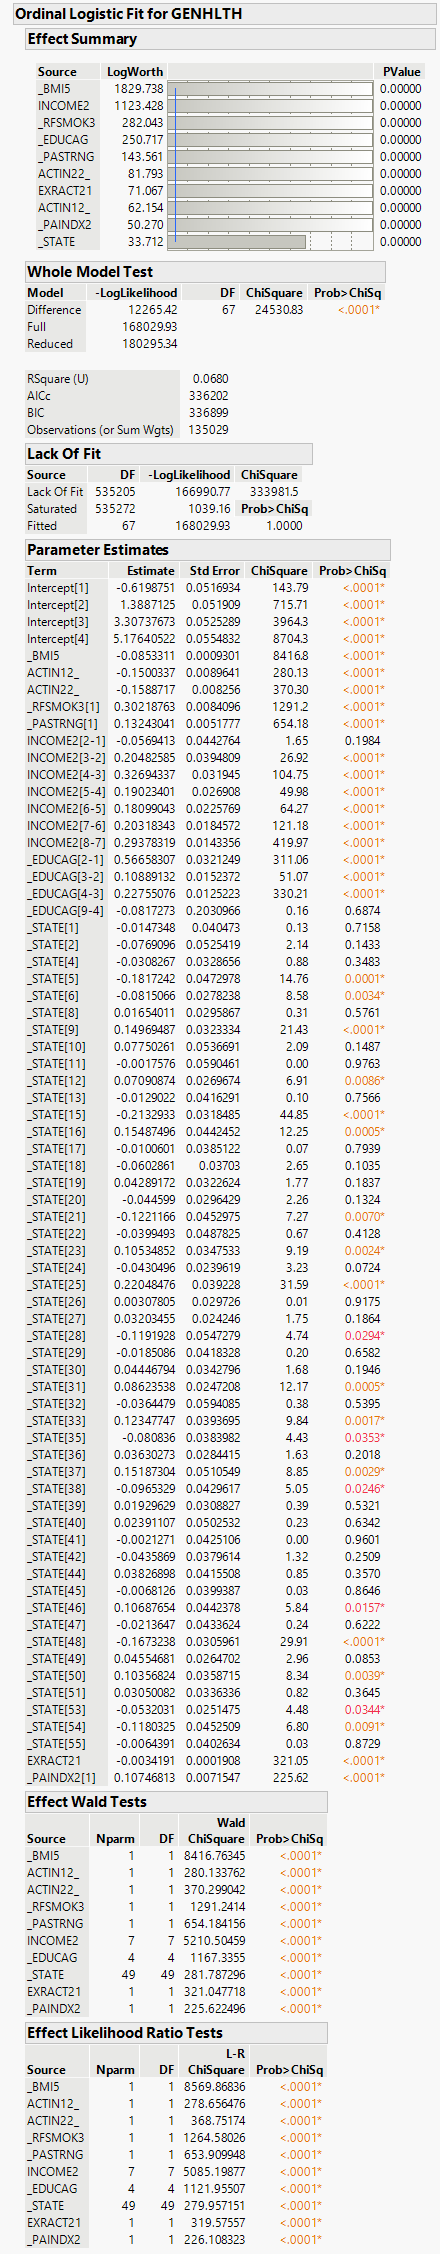 Ordinal Logistic Fit for GENHLTH
Effect Summary
Source LogWorth PValue
_BMI5 1829.738 0.00000
INCOME2 1123.428 0.00000
_RFSMOK3 282.043 0.00000
_EDUCAG 250.717 0.00000
_PASTRNG 143.561 0.00000
ACTIN22_ 81.793 0.00000
EXRACT21 71.067 0.00000
ACTIN12_ 62.154 0.00000
_PAINDX2 50.270 0.00000
_STATE 33.712 0.00000
Whole Model Test
Model -LogLikelihood DF ChiSquare Prob>ChiSq
Difference 12265.42 67 24530.83 <.0001*
Full 168029.93
Reduced 180295.34
RSquare (U) 0.0680
AICc 336202
BIC 336899
Observations (or Sum Wgts) 135029
Lack Of Fit
Source DF -LogLikelihood ChiSquare
Lack Of Fit 535205 166990.77 333981.5
Saturated 535272 1039.16 Prob>ChiSq
Fitted 67 168029.93 1.0000
Parameter Estimates
Term Estimate Std Error ChiSquare Prob>ChiSq
Intercept[1] -0.6198751 0.0516934 143.79 <.0001*
Intercept[2] 1.3887125 0.051909 715.71 <.0001*
Intercept[3] 3.30737673 0.0525289 3964.3 <.0001*
Intercept[4] 5.17640522 0.0554832 8704.3 <.0001*
_BMI5 -0.0853311 0.0009301 8416.8 <.0001*
ACTIN12_ -0.1500337 0.0089641 280.13 <.0001*
ACTIN22_ -0.1588717 0.008256 370.30 <.0001*
_RFSMOK3[1] 0.30218763 0.0084096 1291.2 <.0001*
_PASTRNG[1] 0.13243041 0.0051777 654.18 <.0001*
INCOME2[2-1] -0.0569413 0.0442764 1.65 0.1984
INCOME2[3-2] 0.20482585 0.0394809 26.92 <.0001*
INCOME2[4-3] 0.32694337 0.031945 104.75 <.0001*
INCOME2[5-4] 0.19023401 0.026908 49.98 <.0001*
INCOME2[6-5] 0.18099043 0.0225769 64.27 <.0001*
INCOME2[7-6] 0.20318343 0.0184572 121.18 <.0001*
INCOME2[8-7] 0.29378319 0.0143356 419.97 <.0001*
_EDUCAG[2-1] 0.56658307 0.0321249 311.06 <.0001*
_EDUCAG[3-2] 0.10889132 0.0152372 51.07 <.0001*
_EDUCAG[4-3] 0.22755076 0.0125223 330.21 <.0001*
_EDUCAG[9-4] -0.0817273 0.2030966 0.16 0.6874
_STATE[1] -0.0147348 0.040473 0.13 0.7158
_STATE[2] -0.0769096 0.0525419 2.14 0.1433
_STATE[4] -0.0308267 0.0328656 0.88 0.3483
_STATE[5] -0.1817242 0.0472978 14.76 0.0001*
_STATE[6] -0.0815066 0.0278238 8.58 0.0034*
_STATE[8] 0.01654011 0.0295867 0.31 0.5761
_STATE[9] 0.14969487 0.0323334 21.43 <.0001*
_STATE[10] 0.07750261 0.0536691 2.09 0.1487
_STATE[11] -0.0017576 0.0590461 0.00 0.9763
_STATE[12] 0.07090874 0.0269674 6.91 0.0086*
_STATE[13] -0.0129022 0.0416291 0.10 0.7566
_STATE[15] -0.2132933 0.0318485 44.85 <.0001*
_STATE[16] 0.15487496 0.0442452 12.25 0.0005*
_STATE[17] -0.0100601 0.0385122 0.07 0.7939
_STATE[18] -0.0602861 0.03703 2.65 0.1035
_STATE[19] 0.04289172 0.0322624 1.77 0.1837
_STATE[20] -0.044599 0.0296429 2.26 0.1324
_STATE[21] -0.1221166 0.0452975 7.27 0.0070*
_STATE[22] -0.0399493 0.0487825 0.67 0.4128
_STATE[23] 0.10534852 0.0347533 9.19 0.0024*
_STATE[24] -0.0430496 0.0239619 3.23 0.0724
_STATE[25] 0.22048476 0.039228 31.59 <.0001*
_STATE[26] 0.00307805 0.029726 0.01 0.9175
_STATE[27] 0.03203455 0.024246 1.75 0.1864
_STATE[28] -0.1191928 0.0547279 4.74 0.0294*
_STATE[29] -0.0185086 0.0418328 0.20 0.6582
_STATE[30] 0.04446794 0.0342796 1.68 0.1946
_STATE[31] 0.08623538 0.0247208 12.17 0.0005*
_STATE[32] -0.0364479 0.0594085 0.38 0.5395
_STATE[33] 0.12347747 0.0393695 9.84 0.0017*
_STATE[35] -0.080836 0.0383982 4.43 0.0353*
_STATE[36] 0.03630273 0.0284415 1.63 0.2018
_STATE[37] 0.15187304 0.0510549 8.85 0.0029*
_STATE[38] -0.0965329 0.0429617 5.05 0.0246*
_STATE[39] 0.01929629 0.0308827 0.39 0.5321
_STATE[40] 0.02391107 0.0502532 0.23 0.6342
_STATE[41] -0.0021271 0.0425106 0.00 0.9601
_STATE[42] -0.0435869 0.0379614 1.32 0.2509
_STATE[44] 0.03826898 0.0415508 0.85 0.3570
_STATE[45] -0.0068126 0.0399387 0.03 0.8646
_STATE[46] 0.10687654 0.0442378 5.84 0.0157*
_STATE[47] -0.0213647 0.0433624 0.24 0.6222
_STATE[48] -0.1673238 0.0305961 29.91 <.0001*
_STATE[49] 0.04554681 0.0264702 2.96 0.0853
_STATE[50] 0.10356824 0.0358715 8.34 0.0039*
_STATE[51] 0.03050082 0.0336336 0.82 0.3645
_STATE[53] -0.0532031 0.0251475 4.48 0.0344*
_STATE[54] -0.1180325 0.0452509 6.80 0.0091*
_STATE[55] -0.0064391 0.0402634 0.03 0.8729
EXRACT21 -0.0034191 0.0001908 321.05 <.0001*
_PAINDX2[1] 0.10746813 0.0071547 225.62 <.0001*
Effect Wald Tests
Wald
Source Nparm DF ChiSquare Prob>ChiSq
_BMI5 1 1 8416.76345 <.0001*
ACTIN12_ 1 1 280.133762 <.0001*
ACTIN22_ 1 1 370.299042 <.0001*
_RFSMOK3 1 1 1291.2414 <.0001*
_PASTRNG 1 1 654.184156 <.0001*
INCOME2 7 7 5210.50459 <.0001*
_EDUCAG 4 4 1167.3355 <.0001*
_STATE 49 49 281.787296 <.0001*
EXRACT21 1 1 321.047718 <.0001*
_PAINDX2 1 1 225.622496 <.0001*
Effect Likelihood Ratio Tests
L-R
Source Nparm DF ChiSquare Prob>ChiSq
_BMI5 1 1 8569.86836 <.0001*
ACTIN12_ 1 1 278.656476 <.0001*
ACTIN22_ 1 1 368.75174 <.0001*
_RFSMOK3 1 1 1264.58026 <.0001*
_PASTRNG 1 1 653.909948 <.0001*
INCOME2 7 7 5085.19877 <.0001*
_EDUCAG 4 4 1121.95507 <.0001*
_STATE 49 49 279.957151 <.0001*
EXRACT21 1 1 319.57557 <.0001*
_PAINDX2 1 1 226.108323 <.0001*